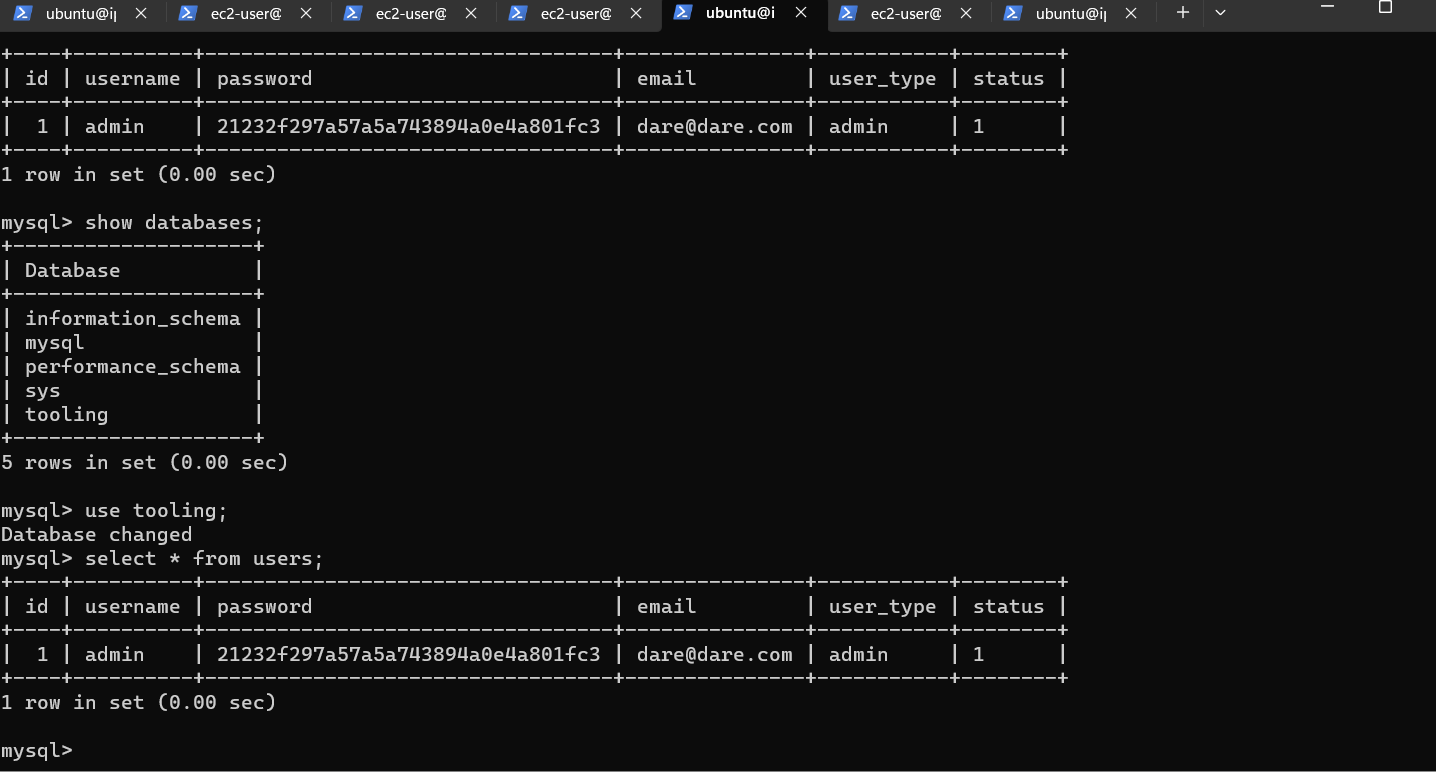 ubuntu@i ec2-user@ ec2-user@ ec2-user@ ubuntu@i ec2-user@ ubuntu@i
+----+----------+----------------------------------+---------------+-----------+--------+
| id | username | password                         | email         | user_type | status |
+----+----------+----------------------------------+---------------+-----------+--------+
|  1 | admin    | 21232f297a57a5a743894a0e4a801fc3 | dare@dare.com | admin     | 1      |
+----+----------+----------------------------------+---------------+-----------+--------+
1 row in set (0.00 sec)

mysql> show databases;
+--------------------+
| Database           |
+--------------------+
| information_schema |
| mysql              |
| performance_schema |
| sys                |
| tooling            |
+--------------------+
5 rows in set (0.00 sec)

mysql> use tooling;
Database changed
mysql> select * from users;
+----+----------+----------------------------------+---------------+-----------+--------+
| id | username | password                         | email         | user_type | status |
+----+----------+----------------------------------+---------------+-----------+--------+
|  1 | admin    | 21232f297a57a5a743894a0e4a801fc3 | dare@dare.com | admin     | 1      |
+----+----------+----------------------------------+---------------+-----------+--------+
1 row in set (0.00 sec)

mysql>